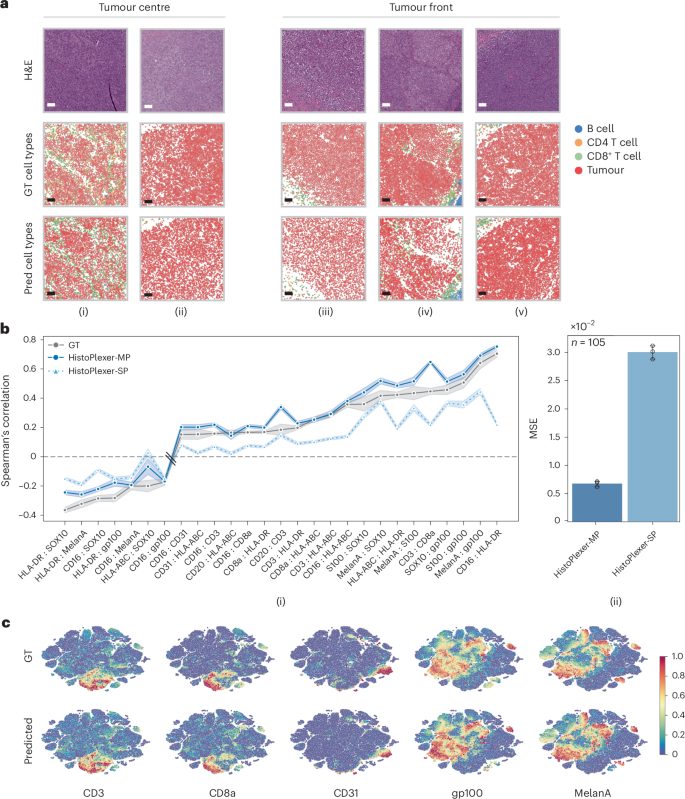 a
Tumour centre
Tumour front
H&E
GT cell types
Pred cell types
B cell
CD4 T cell
CD8⁺ T cell
Tumour
(i)
(ii)
(iii)
(iv)
(v)
b
Spearman's correlation
0.8
0.6
0.4
0.2
0
−0.2
−0.4
GT
HistoPlexer-MP
HistoPlexer-SP
HLA-DR : SOX10
HLA-DR : MelanA
CD16 : SOX10
HLA-DR : gp100
CD16 : MelanA
HLA-ABC : SOX10
CD16 : gp100
CD16 : CD31
CD31 : HLA-ABC
CD16 : CD3
CD20 : HLA-ABC
CD16 : CD8a
CD8a : HLA-DR
CD20 : CD3
CD3 : HLA-DR
CD8a : HLA-ABC
CD3 : HLA-ABC
CD16 : HLA-ABC
S100 : SOX10
MelanA : SOX10
HLA-ABC : HLA-DR
MelanA : S100
CD3 : CD8a
SOX10 : gp100
S100 : gp100
MelanA : gp100
CD16 : HLA-DR
(i)
×10⁻²
n = 105
MSE
3.0
2.5
2.0
1.5
1.0
0.5
0
HistoPlexer-MP
HistoPlexer-SP
(ii)
c
GT
Predicted
CD3
CD8a
CD31
gp100
MelanA
1.0
0.8
0.6
0.4
0.2
0